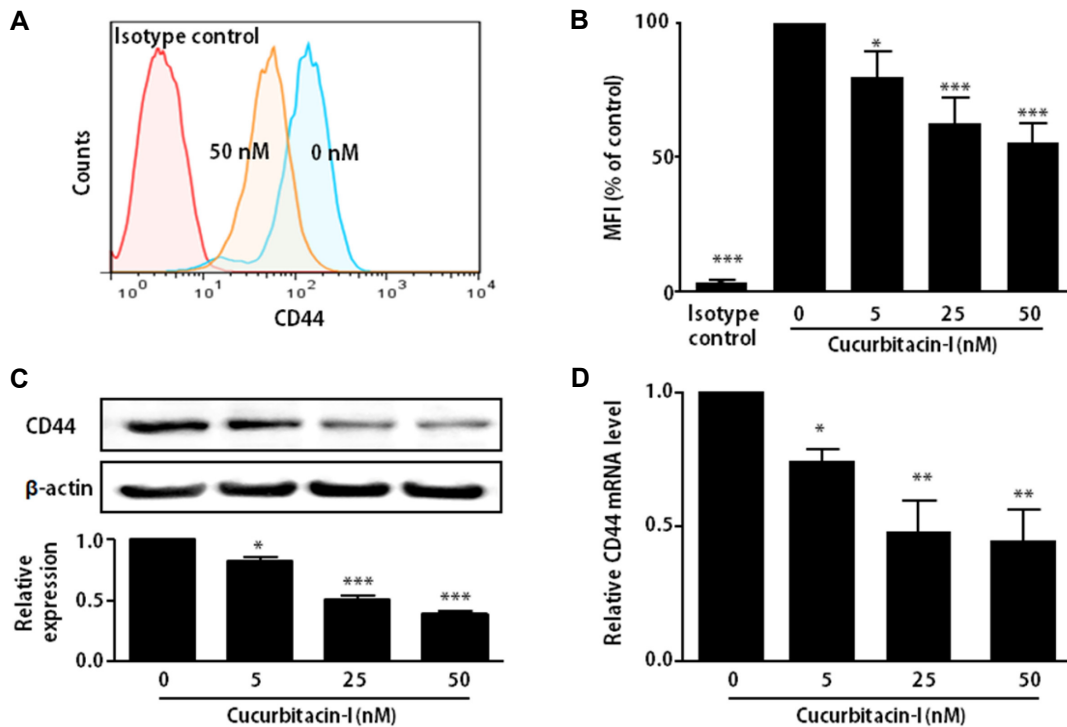 A
Isotype control
50 nM
0 nM
Counts
10^0 10^1 10^2 10^3 10^4
CD44
B
MFI (% of control)
100
50
0
***
*
***
***
Isotype
control
0 5 25 50
Cucurbitacin-I (nM)
C
CD44
β-actin
Relative
expression
1.0
0.5
0.0
*
***
***
0 5 25 50
Cucurbitacin-I (nM)
D
Relative CD44 mRNA level
1.0
0.5
0.0
*
**
**
0 5 25 50
Cucurbitacin-I (nM)